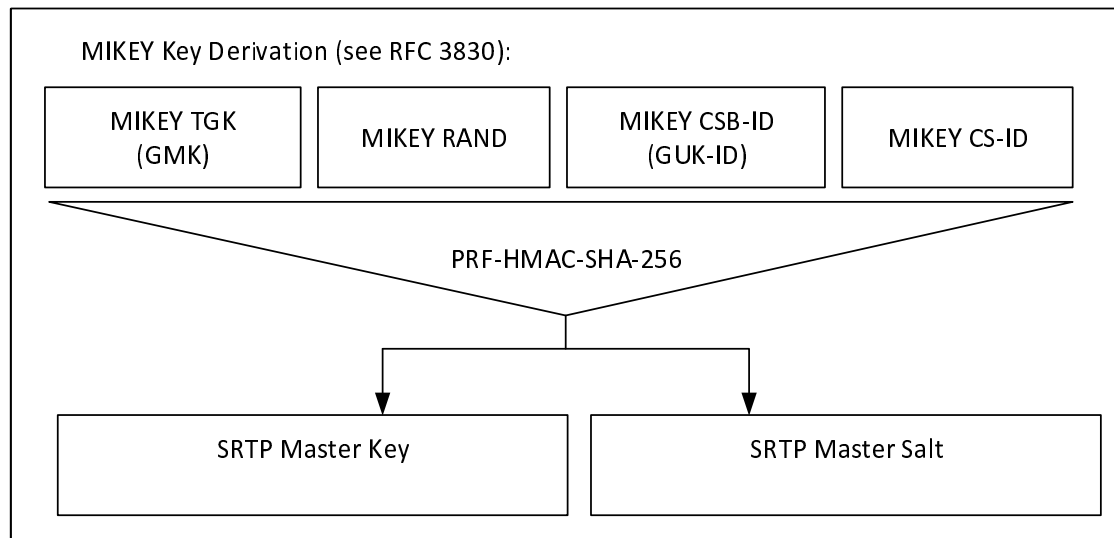 MIKEY Key Derivation (see RFC 3830):
MIKEY TGK
(GMK)
MIKEY RAND
MIKEY CSB-ID
(GUK-ID)
MIKEY CS-ID
PRF-HMAC-SHA-256
SRTP Master Key
SRTP Master Salt